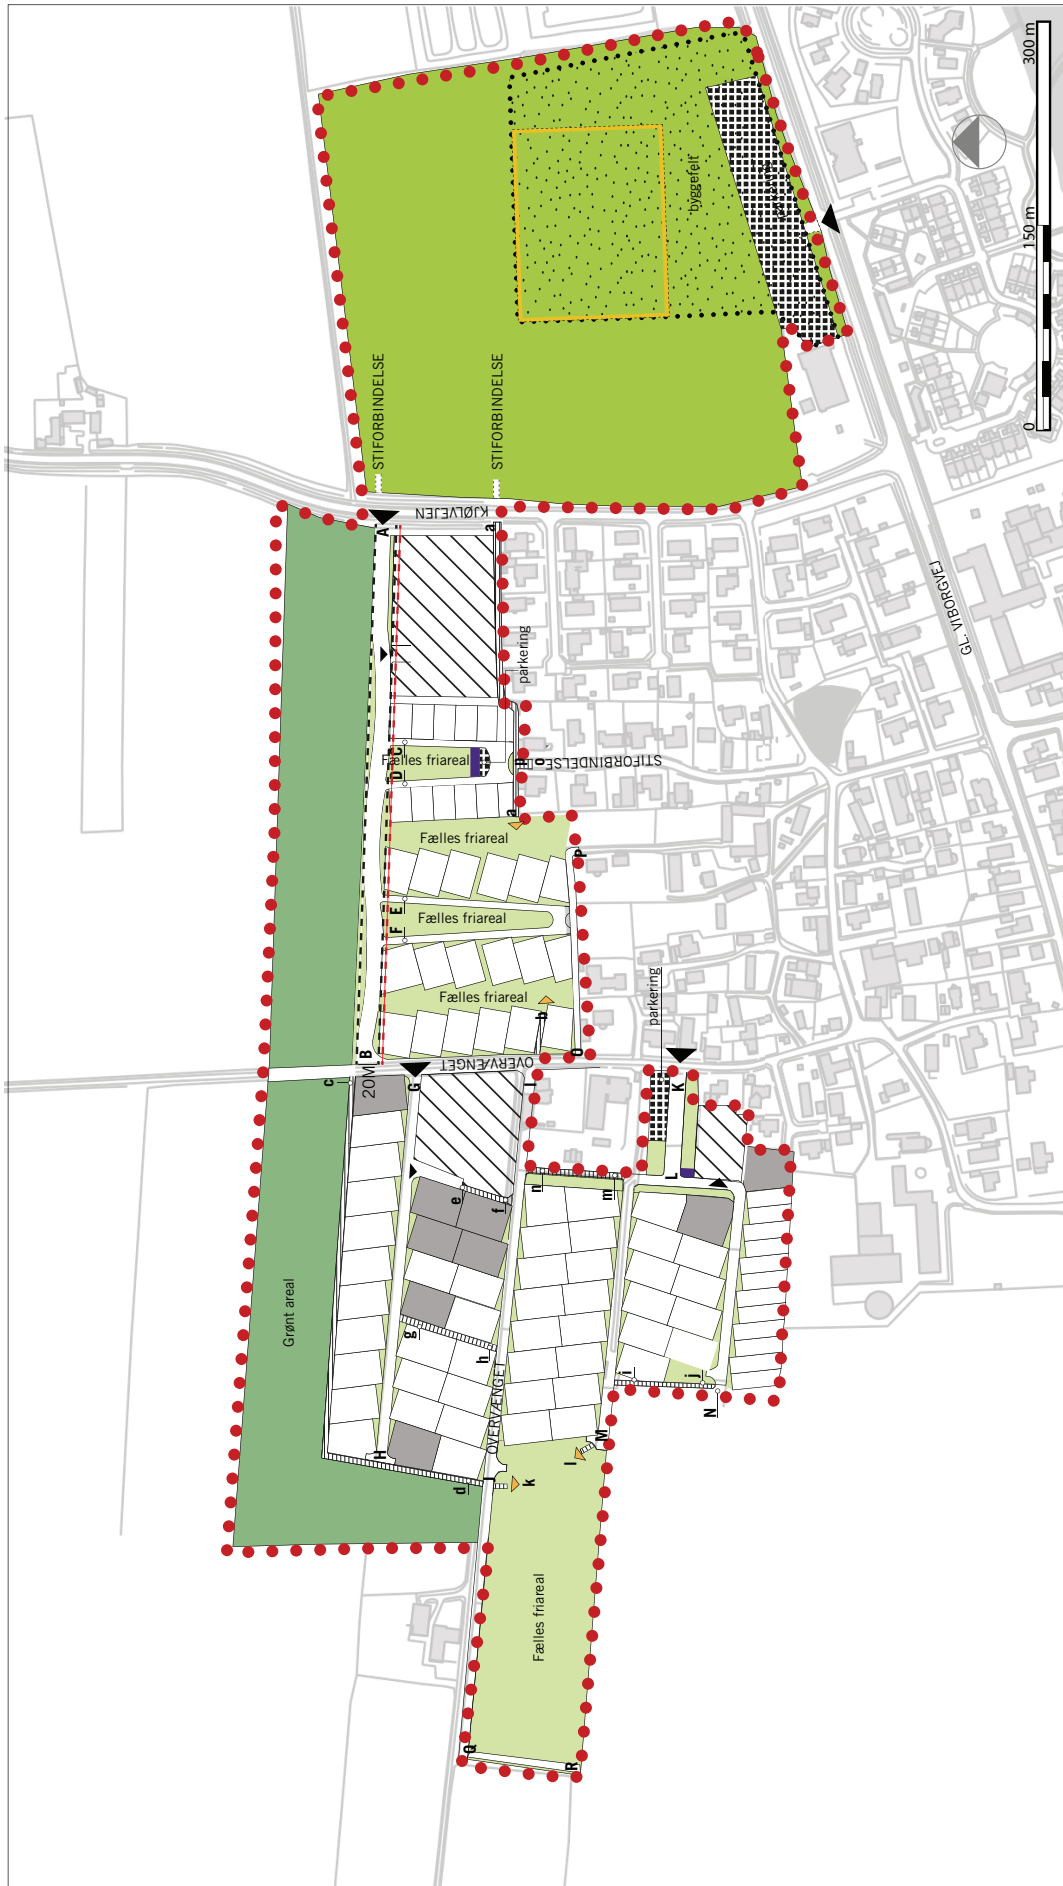 300 m
150 m
0
byggefelt
STIFORBINDELSE
STIFORBINDELSE
KJØLVEJEN
A
a
parkering
GL. VIBORGVEJ
C
D
Fælles friareal
p
o
STIFORBINDELSE
a
Fælles friareal
P
E
F
Fælles friareal
Fælles friareal
b
B
O
OVERVÆNGET
20M
c
G
I
parkering
K
L
e
f
n
m
Grønt areal
g
h
OVERVÆNGET
i
j
N
M
l
H
d
J
k
Fælles friareal
Q
R